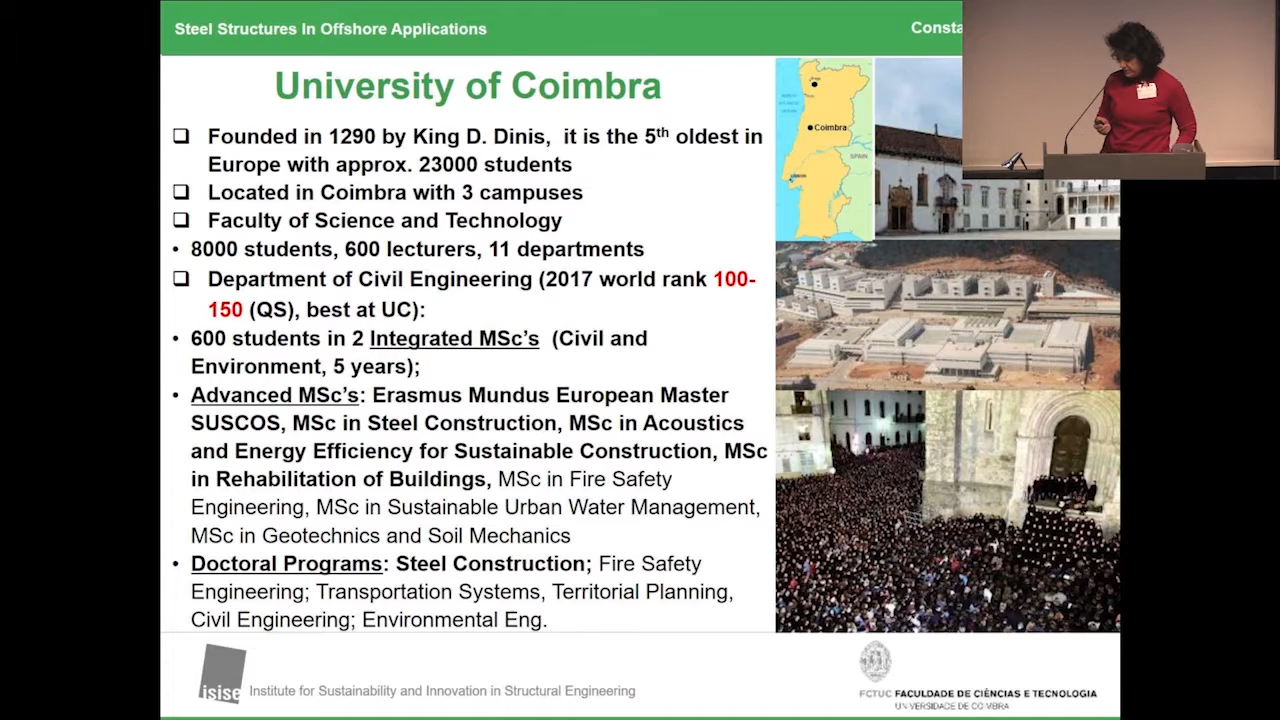 Steel Structures In Offshore Applications
Consta
University of Coimbra
Founded in 1290 by King D. Dinis, it is the 5th oldest in
Europe with approx. 23000 students
Located in Coimbra with 3 campuses
Faculty of Science and Technology
• 8000 students, 600 lecturers, 11 departments
Department of Civil Engineering (2017 world rank 100-
150 (QS), best at UC):
• 600 students in 2 Integrated MSc's (Civil and
Environment, 5 years);
• Advanced MSc's: Erasmus Mundus European Master
SUSCOS, MSc in Steel Construction, MSc in Acoustics
and Energy Efficiency for Sustainable Construction, MSc
in Rehabilitation of Buildings, MSc in Fire Safety
Engineering, MSc in Sustainable Urban Water Management,
MSc in Geotechnics and Soil Mechanics
• Doctoral Programs: Steel Construction; Fire Safety
Engineering; Transportation Systems, Territorial Planning,
Civil Engineering; Environmental Eng.
Coimbra
SPAIN
isise Institute for Sustainability and Innovation in Structural Engineering
FCTUC FACULDADE DE CIÊNCIAS E TECNOLOGIA
UNIVERSIDADE DE COIMBRA